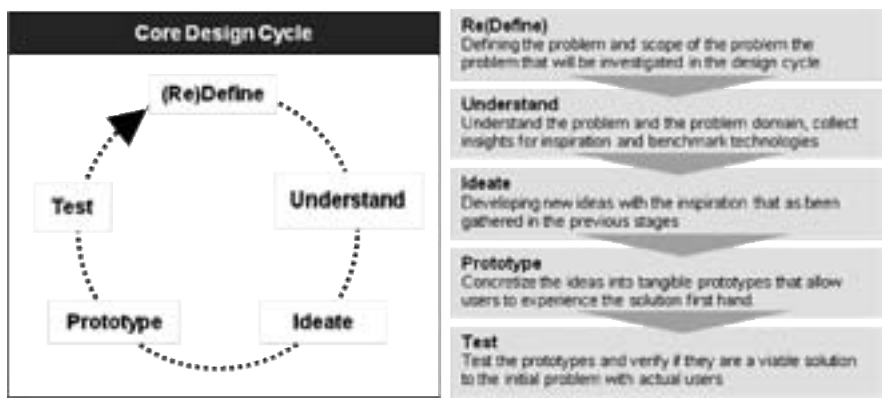 Core Design Cycle
(Re)Define
Understand
Ideate
Prototype
Test
Re(Define)
Defining the problem and scope of the problem the
problem that will be investigated in the design cycle
Understand
Understand the problem and the problem domain, collect
insights for inspiration and benchmark technologies
Ideate
Developing new ideas with the inspiration that as been
gathered in the previous stages
Prototype
Concretize the ideas into tangible prototypes that allow
users to experience the solution first hand.
Test
Test the prototypes and verify if they are a viable solution
to the initial problem with actual users